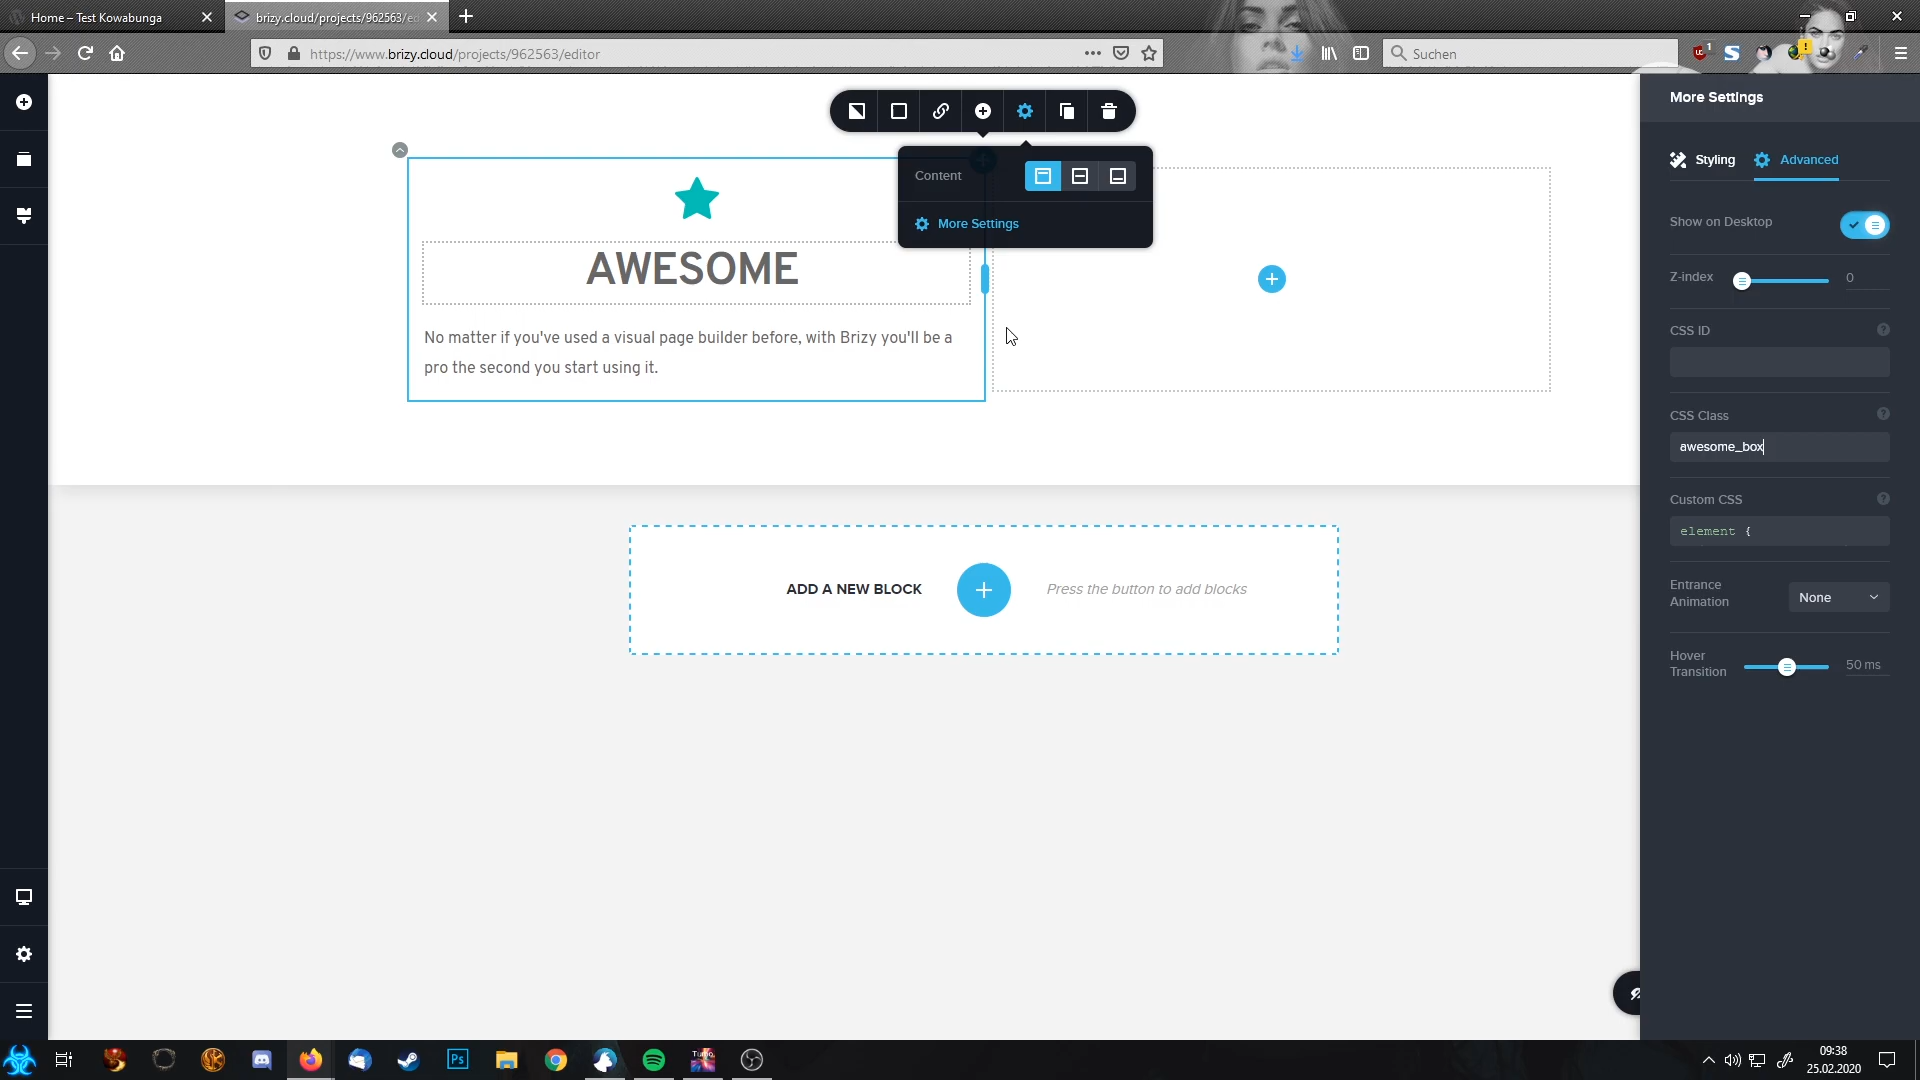 Home – Test Kowabunga
brizy.cloud/projects/962563/ed
https://www.brizy.cloud/projects/962563/editor
Suchen
More Settings
Styling
Advanced
Content
More Settings
Show on Desktop
Z-index
0
AWESOME
No matter if you've used a visual page builder before, with Brizy you'll be a
pro the second you start using it.
CSS ID
CSS Class
awesome_box
Custom CSS
element {
Entrance
Animation
None
ADD A NEW BLOCK
Press the button to add blocks
Hover
Transition
50 ms
Ps
09:38
25.02.2020